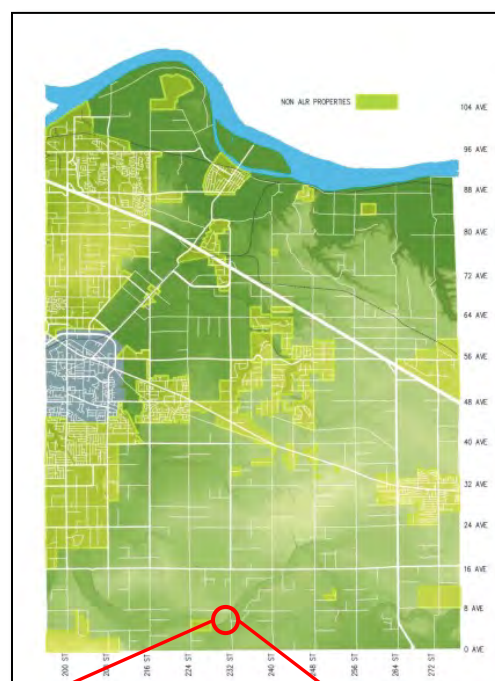 NON ALR PROPERTIES
104 AVE
96 AVE
88 AVE
80 AVE
72 AVE
64 AVE
56 AVE
48 AVE
40 AVE
32 AVE
24 AVE
16 AVE
8 AVE
0 AVE
200 ST
208 ST
216 ST
224 ST
232 ST
240 ST
248 ST
256 ST
264 ST
272 ST